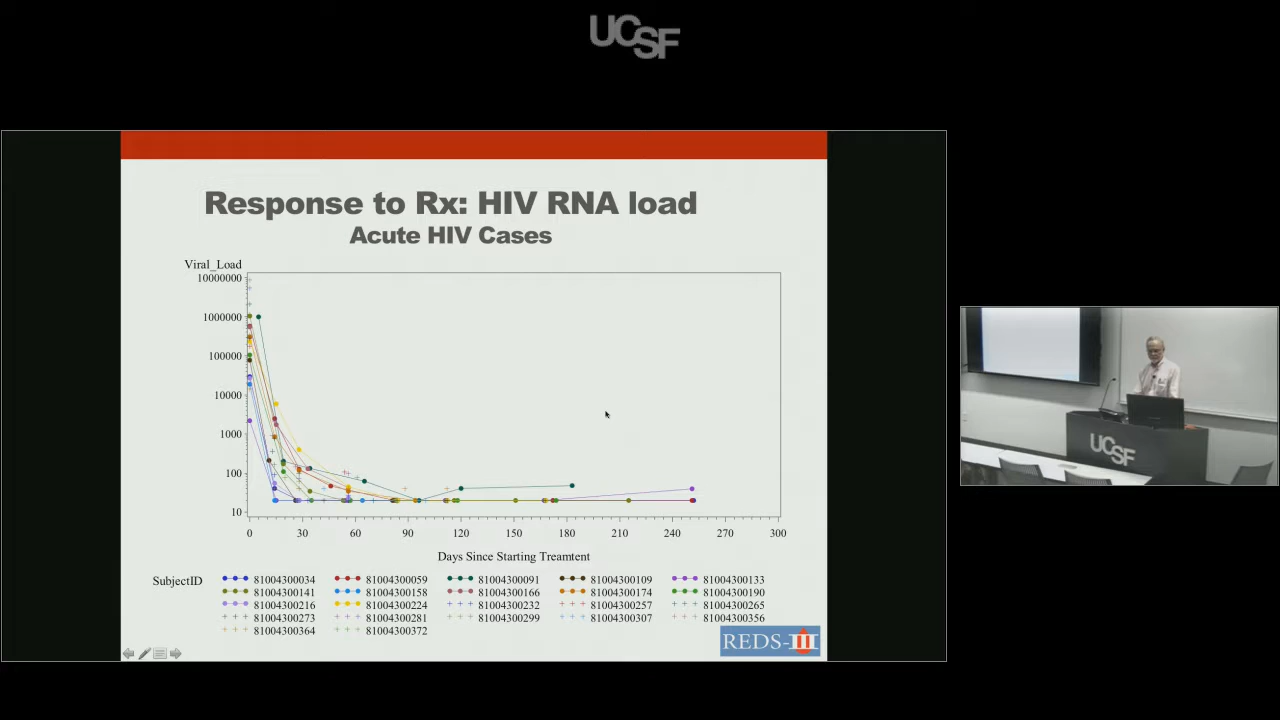 UCSF
Response to Rx: HIV RNA load
Acute HIV Cases
Viral_Load
10000000
1000000
100000
10000
1000
100
10
0 30 60 90 120 150 180 210 240 270 300
Days Since Starting Treamtent
SubjectID
81004300034 81004300059 81004300091 81004300109 81004300133
81004300141 81004300158 81004300166 81004300174 81004300190
81004300216 81004300224 81004300232 81004300257 81004300265
81004300273 81004300281 81004300299 81004300307 81004300356
81004300364 81004300372
REDS-III
UCSF